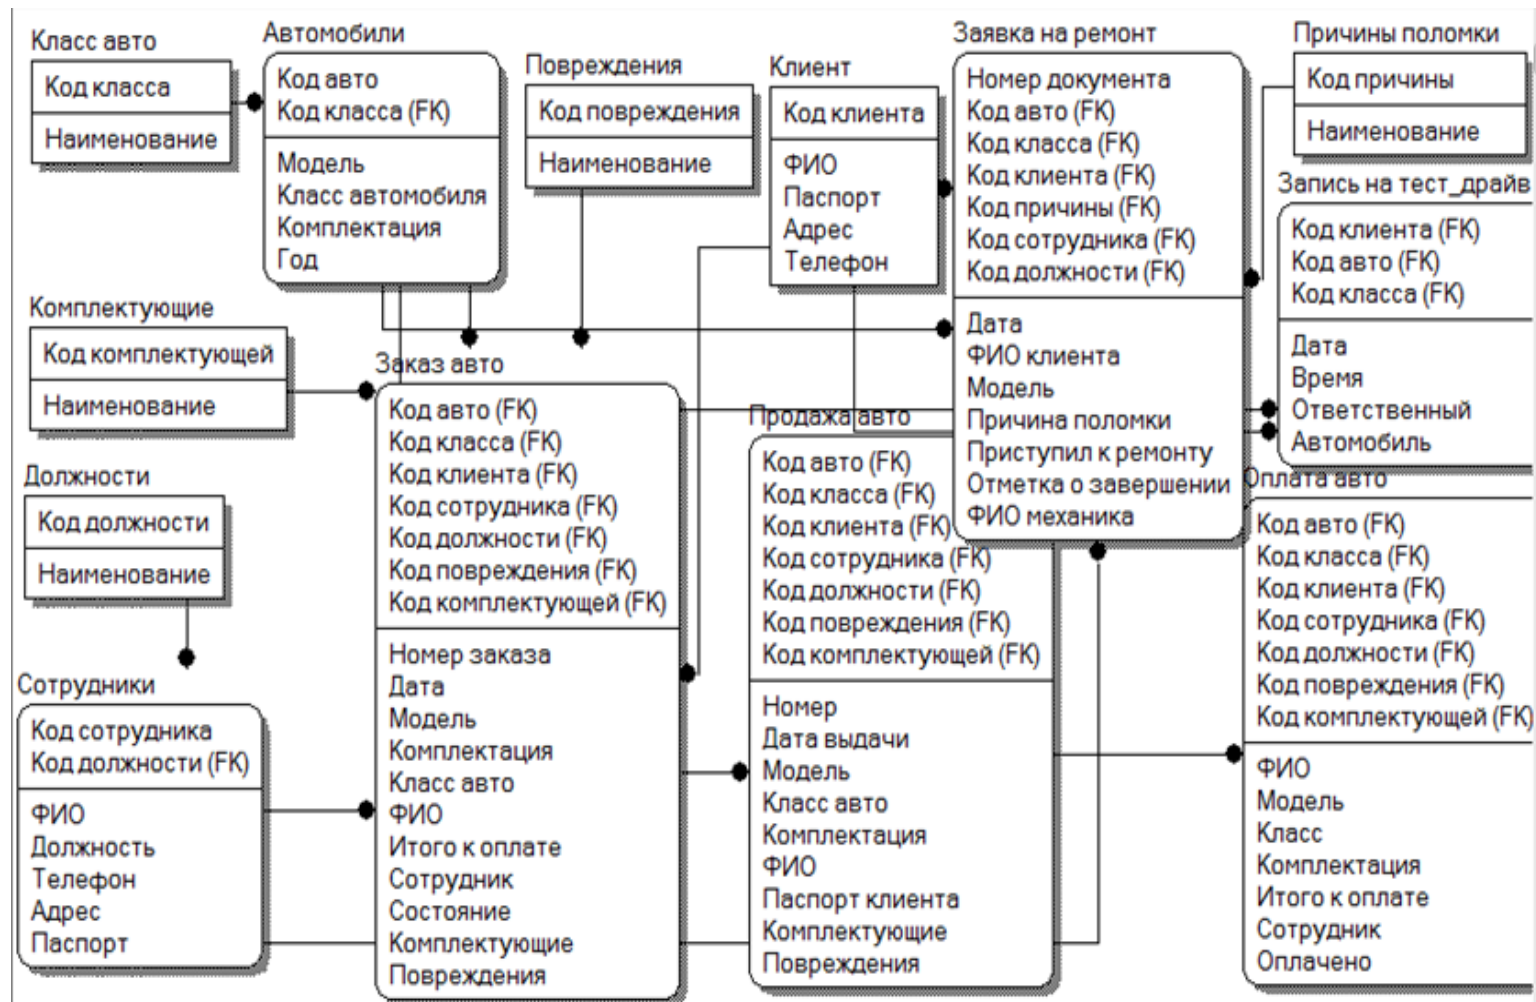 Класс авто
Код класса
Наименование
Автомобили
Код авто
Код класса (FK)
Модель
Класс автомобиля
Комплектация
Год
Повреждения
Код повреждения
Наименование
Клиент
Код клиента
ФИО
Паспорт
Адрес
Телефон
Заявка на ремонт
Номер документа
Код авто (FK)
Код класса (FK)
Код клиента (FK)
Код причины (FK)
Код сотрудника (FK)
Код должности (FK)
Дата
ФИО клиента
Модель
Причина поломки
Приступил к ремонту
Отметка о завершении
ФИО механика
Причины поломки
Код причины
Наименование
Запись на тест_драйв
Код клиента (FK)
Код авто (FK)
Код класса (FK)
Дата
Время
Ответственный
Автомобиль
Комплектующие
Код комплектующей
Наименование
Должности
Код должности
Наименование
Сотрудники
Код сотрудника
Код должности (FK)
ФИО
Должность
Телефон
Адрес
Паспорт
Заказ авто
Код авто (FK)
Код класса (FK)
Код клиента (FK)
Код сотрудника (FK)
Код должности (FK)
Код повреждения (FK)
Код комплектующей (FK)
Номер заказа
Дата
Модель
Комплектация
Класс авто
ФИО
Итого к оплате
Сотрудник
Состояние
Комплектующие
Повреждения
Продажа авто
Код авто (FK)
Код класса (FK)
Код клиента (FK)
Код сотрудника (FK)
Код должности (FK)
Код повреждения (FK)
Код комплектующей (FK)
Номер
Дата выдачи
Модель
Класс авто
Комплектация
ФИО
Паспорт клиента
Комплектующие
Повреждения
Оплата авто
Код авто (FK)
Код класса (FK)
Код клиента (FK)
Код сотрудника (FK)
Код должности (FK)
Код повреждения (FK)
Код комплектующей (FK)
ФИО
Модель
Класс
Комплектация
Итого к оплате
Сотрудник
Оплачено